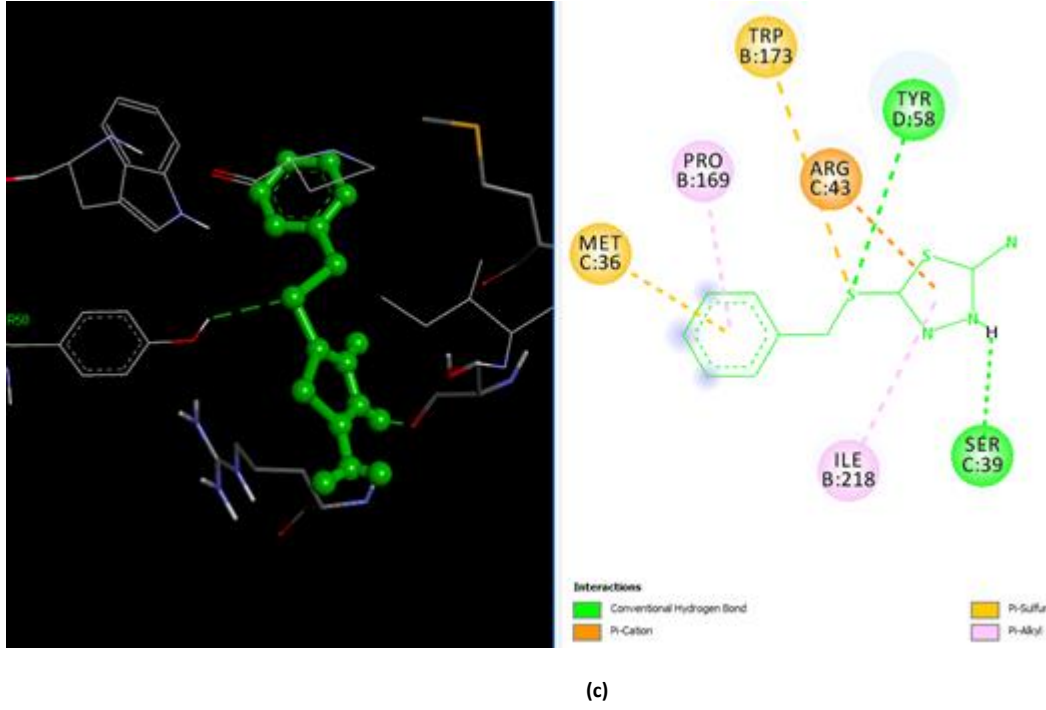 TRP
B:173
TYR
D:58
PRO
B:169
ARG
C:43
MET
C:36
S
N
S
N
N
H
R50
ILE
B:218
SER
C:39
Interactions
Conventional Hydrogen Bond
Pi-Cation
Pi-Sulfur
Pi-Alkyl
(c)